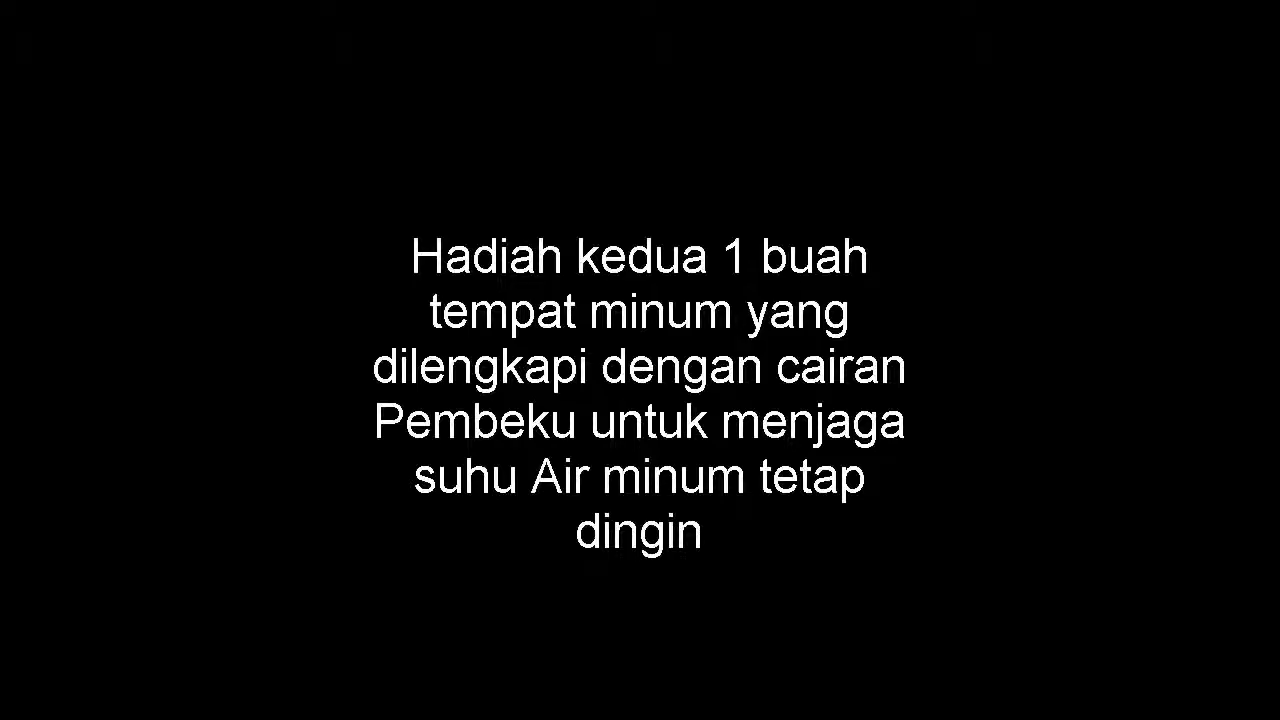 Hadiah kedua 1 buah
tempat minum yang
dilengkapi dengan cairan
Pembeku untuk menjaga
suhu Air minum tetap
dingin